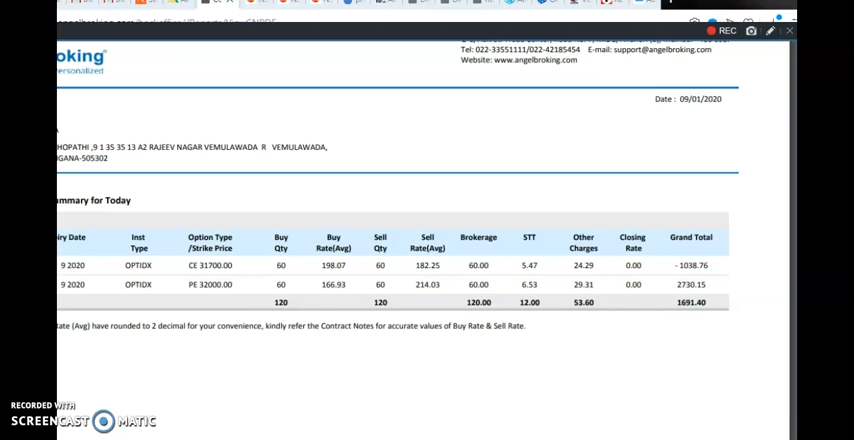 REC
oking®
ersonalized
Tel: 022-33551111/022-42185454 E-mail: support@angelbroking.com
Website: www.angelbroking.com
Date : 09/01/2020
A
HOPATHI ,9 1 35 35 13 A2 RAJEEV NAGAR VEMULAWADA R VEMULAWADA,
GANA-505302
mmary for Today
iry Date Inst Type Option Type /Strike Price Buy Qty Buy Rate(Avg) Sell Qty Sell Rate(Avg) Brokerage STT Other Charges Closing Rate Grand Total
9 2020 OPTIDX CE 31700.00 60 198.07 60 182.25 60.00 5.47 24.29 0.00 - 1038.76
9 2020 OPTIDX PE 32000.00 60 166.93 60 214.03 60.00 6.53 29.31 0.00 2730.15
120 120 120.00 12.00 53.60 1691.40
tate (Avg) have rounded to 2 decimal for your convenience, kindly refer the Contract Notes for accurate values of Buy Rate & Sell Rate.
RECORDED WITH
SCREENCAST MATIC